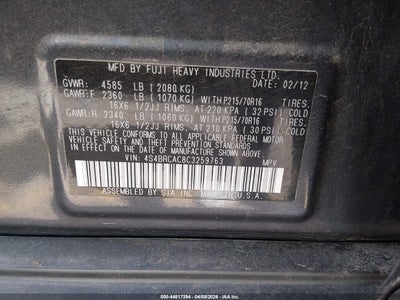 MFD BY FUJI HEAVY INDUSTRIES LTD.
GVWR: 4585 LB (2080 KG) 02/12
GAWR:F 2360 LB (1070 KG) WITH P215/70R16 TIRES.
16X6 1/2JJ RIMS. AT 220 KPA (32 PSI) COLD
GAWR:R 2340 LB (1060 KG) WITH P215/70R16 TIRES.
16X6 1/2JJ RIMS. AT 210 KPA (30 PSI) COLD
THIS VEHICLE CONFORMS TO ALL APPLICABLE FEDERAL MOTOR
VEHICLE SAFETY AND THEFT PREVENTION STANDARDS IN
EFFECT ON THE DATE OF MANUFACTURE SHOWN ABOVE.
VIN: 4S4BRCAC8C3259763 MPV
ASSEMBLED BY SIA INC. MADE IN U.S.A.
000-44817394 - 04/09/2026 - IAA Inc.